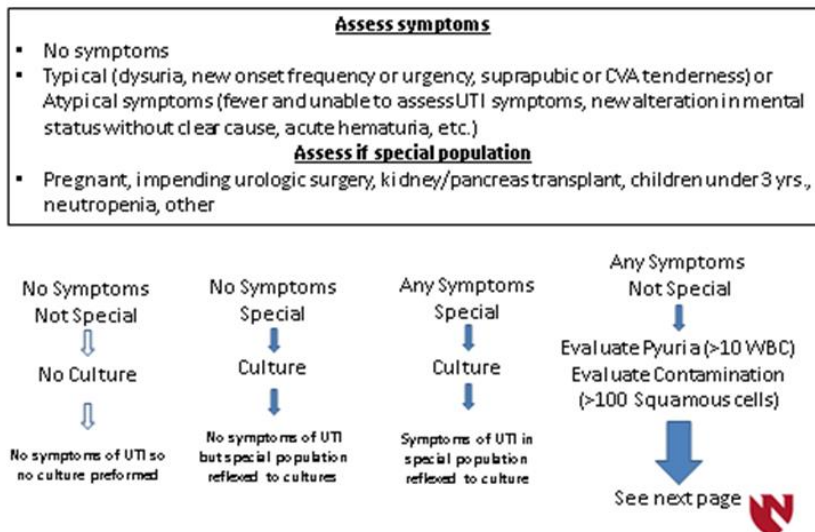 Assess symptoms
▪ No symptoms
▪ Typical (dysuria, new onset frequency or urgency, suprapubic or CVA tenderness) or
Atypical symptoms (fever and unable to assess UTI symptoms, new alteration in mental
status without clear cause, acute hematuria, etc.)
Assess if special population
▪ Pregnant, impending urologic surgery, kidney/pancreas transplant, children under 3 yrs.,
neutropenia, other
No Symptoms
Not Special
No Culture
No symptoms of UTI so
no culture preformed
No Symptoms
Special
Culture
No symptoms of UTI
but special population
reflexed to cultures
Any Symptoms
Special
Culture
Symptoms of UTI in
special population
reflexed to culture
Any Symptoms
Not Special
Evaluate Pyuria (>10 WBC)
Evaluate Contamination
(>100 Squamous cells)
See next page
N